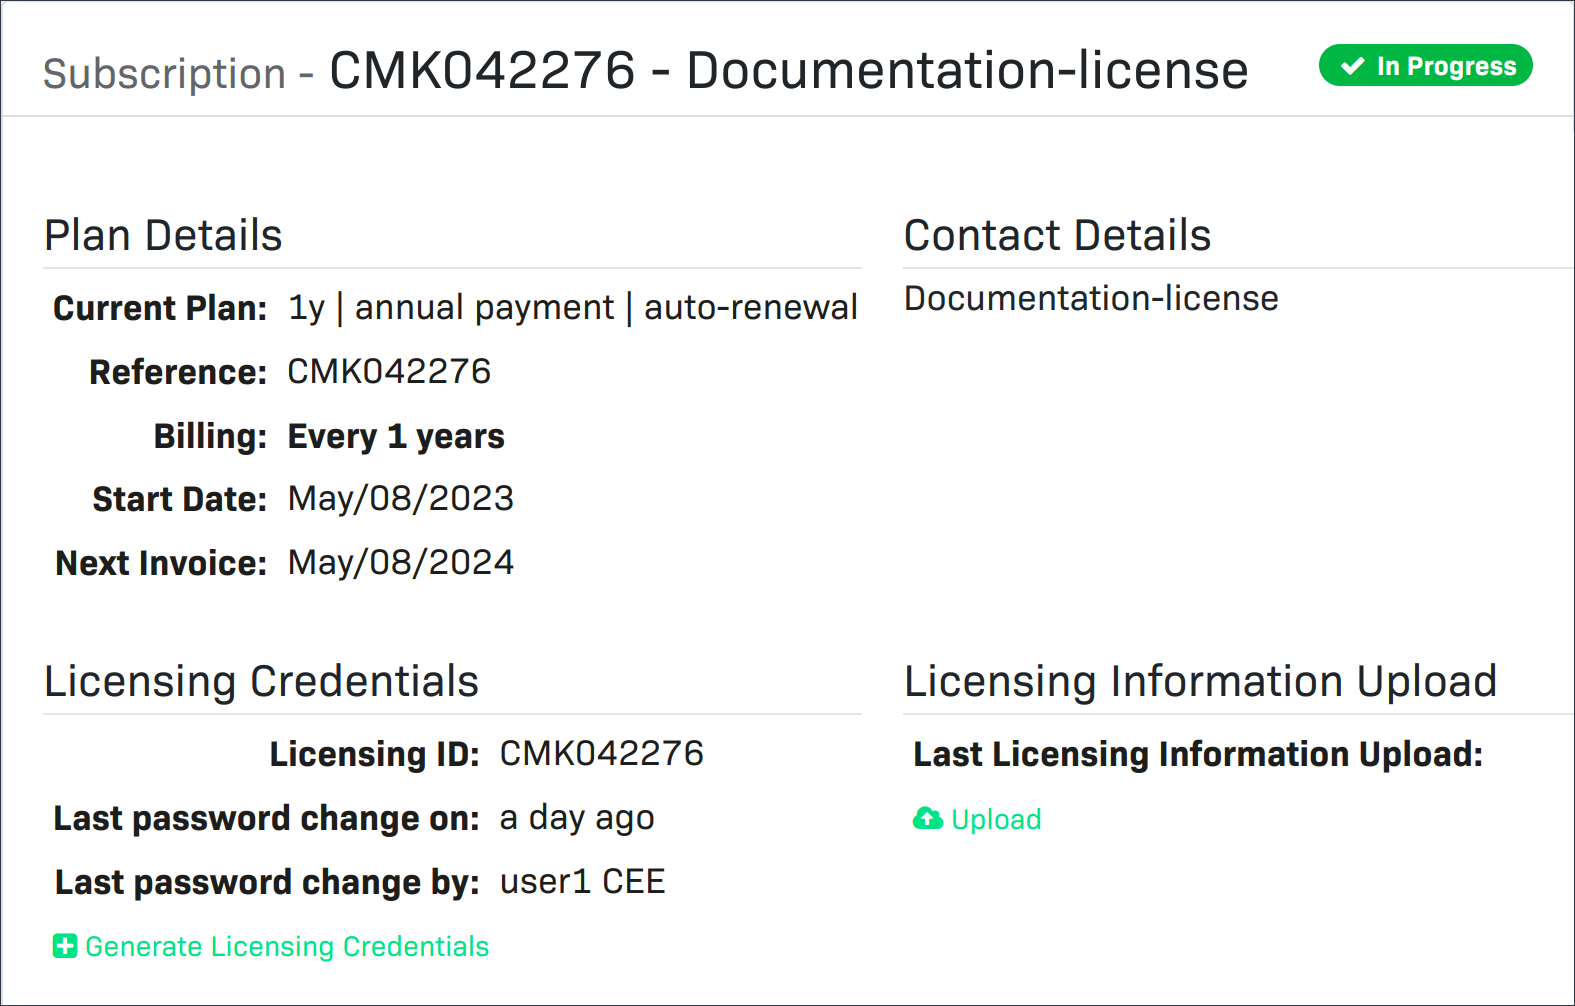 Subscription - CMK042276 - Documentation-license
In Progress
Plan Details
Current Plan: 1y | annual payment | auto-renewal
Reference: CMK042276
Billing: Every 1 years
Start Date: May/08/2023
Next Invoice: May/08/2024
Contact Details
Documentation-license
Licensing Credentials
Licensing ID: CMK042276
Last password change on: a day ago
Last password change by: user1 CEE
Generate Licensing Credentials
Licensing Information Upload
Last Licensing Information Upload:
Upload